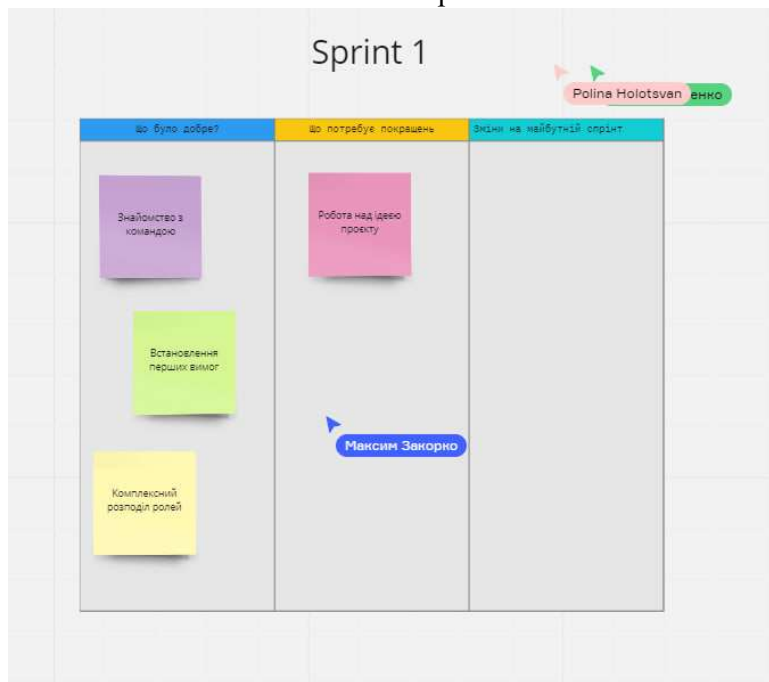 Sprint 1
Polina Holotsvan
енко
Що було добре?
Що потребує покращень
Зміни на майбутній спрінт
Знайомство з
командою
Робота над ідеєю
проєкту
Встановлення
перших вимог
Максим Закорко
Комплексний
розподіл ролей